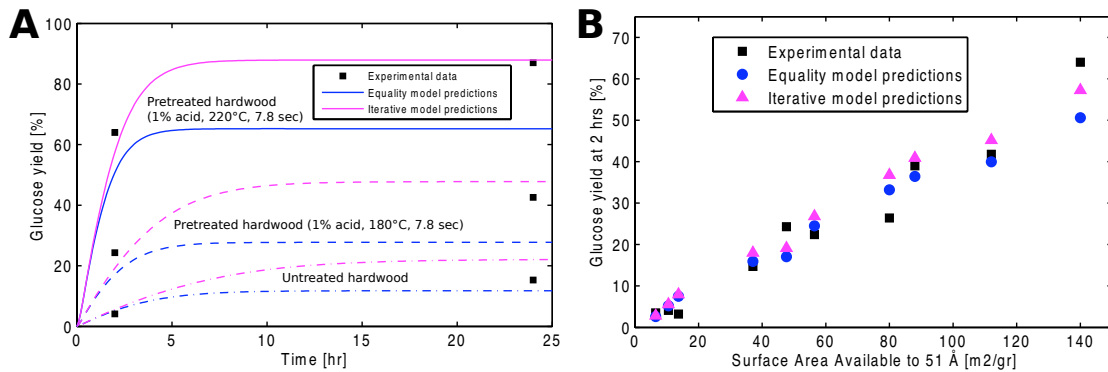 A
Glucose yield [%]
100
80
60
40
20
0
0 5 10 15 20 25
Time [hr]
Experimental data
Equality model predictions
Iterative model predictions
Pretreated hardwood
(1% acid, 220°C, 7.8 sec)
Pretreated hardwood (1% acid, 180°C, 7.8 sec)
Untreated hardwood
B
Glucose yield at 2 hrs [%]
70
60
50
40
30
20
10
0
0 20 40 60 80 100 120 140
Surface Area Available to 51 Å [m2/gr]
Experimental data
Equality model predictions
Iterative model predictions